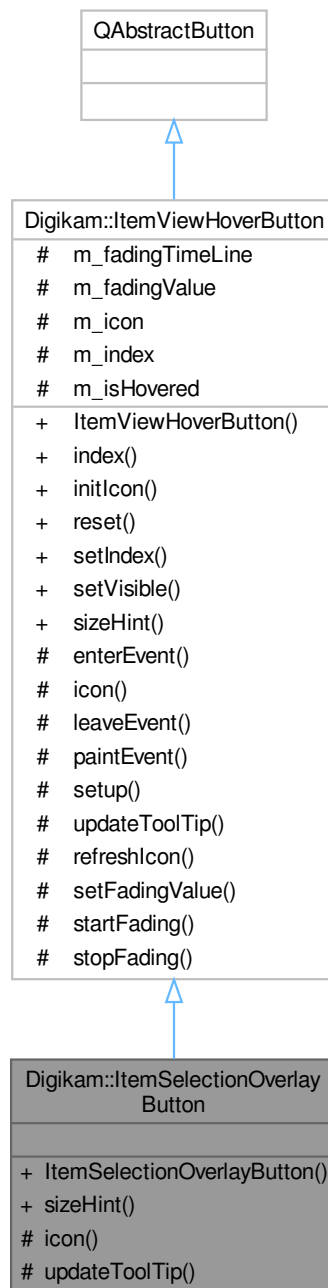 QAbstractButton
Digikam::ItemViewHoverButton
# m_fadingTimeLine
# m_fadingValue
# m_icon
# m_index
# m_isHovered
+ ItemViewHoverButton()
+ index()
+ initIcon()
+ reset()
+ setIndex()
+ setVisible()
+ sizeHint()
# enterEvent()
# icon()
# leaveEvent()
# paintEvent()
# setup()
# updateToolTip()
# refreshIcon()
# setFadingValue()
# startFading()
# stopFading()
Digikam::ItemSelectionOverlay
Button
+ ItemSelectionOverlayButton()
+ sizeHint()
# icon()
# updateToolTip()